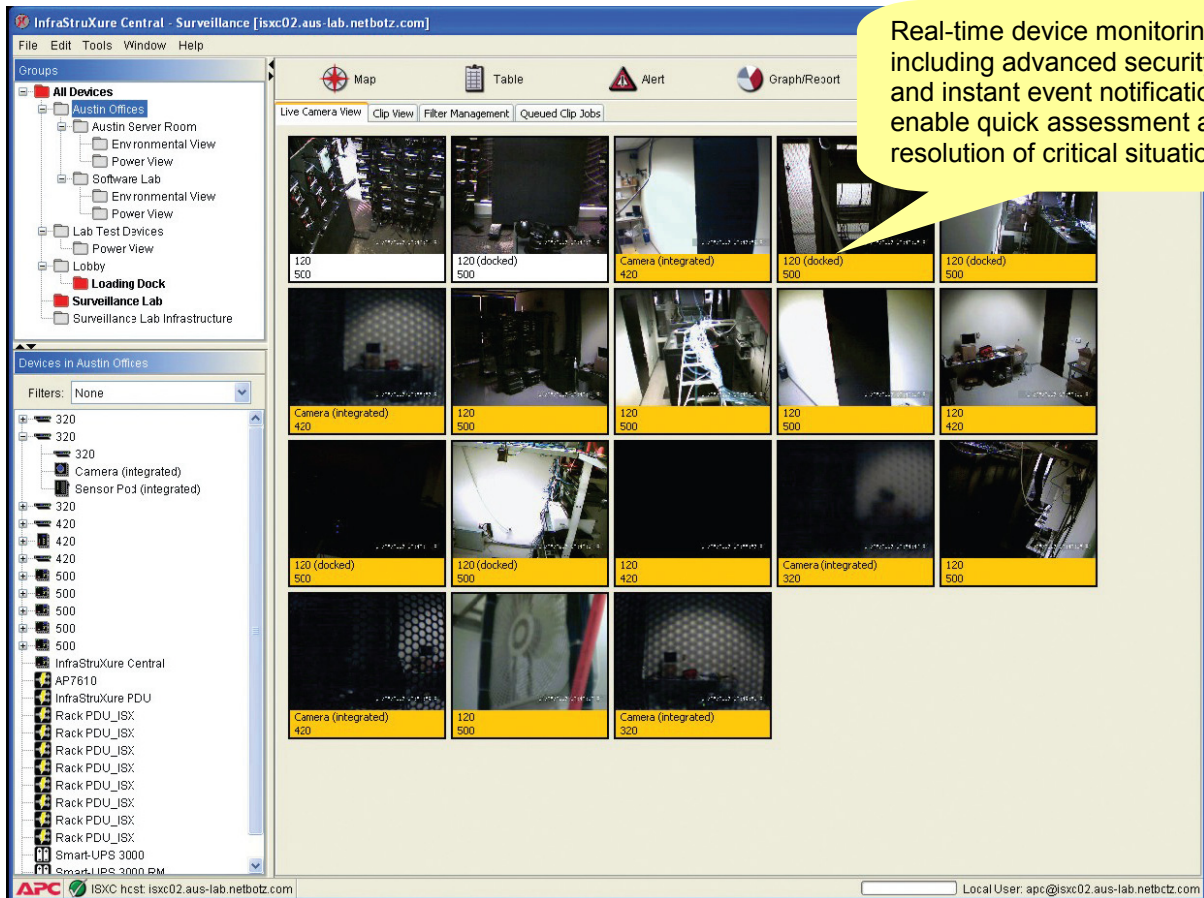 InfraStruXure Central - Surveillance [isxc02.aus-lab.netbotz.com]
File Edit Tools Window Help
Real-time device monitoring
including advanced security
and instant event notification
enable quick assessment
resolution of critical
Groups
All Devices
Austin Offices
Austin Server Room
Environmental View
Power View
Software Lab
Environmental View
Power View
Lab Test Devices
Power View
Lobby
Loading Dock
Surveillance Lab
Surveillance Lab Infrastructure
Map
Table
Alert
Graph/Report
Live Camera View
Clip View
Filter Management
Queued Clip Jobs
120
500
120 (docked)
500
Camera (integrated)
420
120 (docked)
500
120 (docked)
500
Camera (integrated)
420
120
500
120
500
120
500
120
420
120 (docked)
500
120 (docked)
500
120
420
Camera (integrated)
320
120
500
Camera (integrated)
420
120
500
Camera (integrated)
320
Devices in Austin Offices
Filters: None
320
320
320
Camera (integrated)
Sensor Pod (integrated)
320
420
420
420
500
500
500
500
500
InfraStruXure Central
AP7610
InfraStruXure PDU
Rack PDU_ISX
Rack PDU_ISX
Rack PDU_ISX
Rack PDU_ISX
Rack PDU_ISX
Rack PDU_ISX
Rack PDU_ISX
Rack PDU_ISX
Smart-UPS 3000
Smart-UPS 3000 RM
APC
ISXC host: isxc02.aus-lab.netbotz.com
Local User: apc@isxc02.aus-lab.netbotz.com